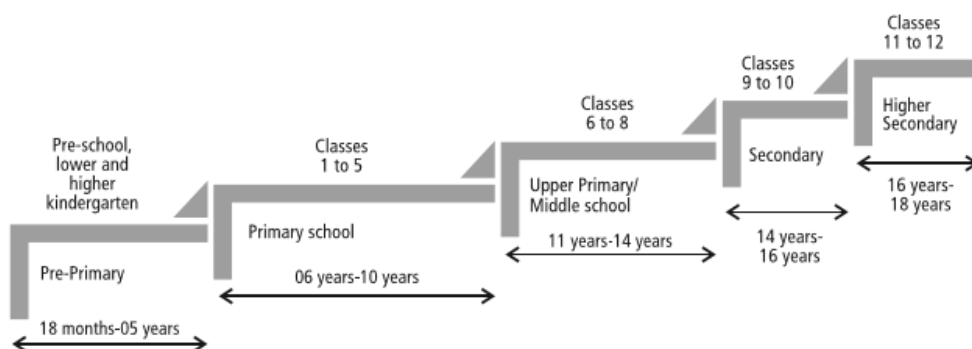 Pre-school,
lower and
higher
kindergarten
Pre-Primary
18 months-05 years
Classes
1 to 5
Primary school
06 years-10 years
Classes
6 to 8
Upper Primary/
Middle school
11 years-14 years
Classes
9 to 10
Secondary
14 years-
16 years
Classes
11 to 12
Higher
Secondary
16 years-
18 years